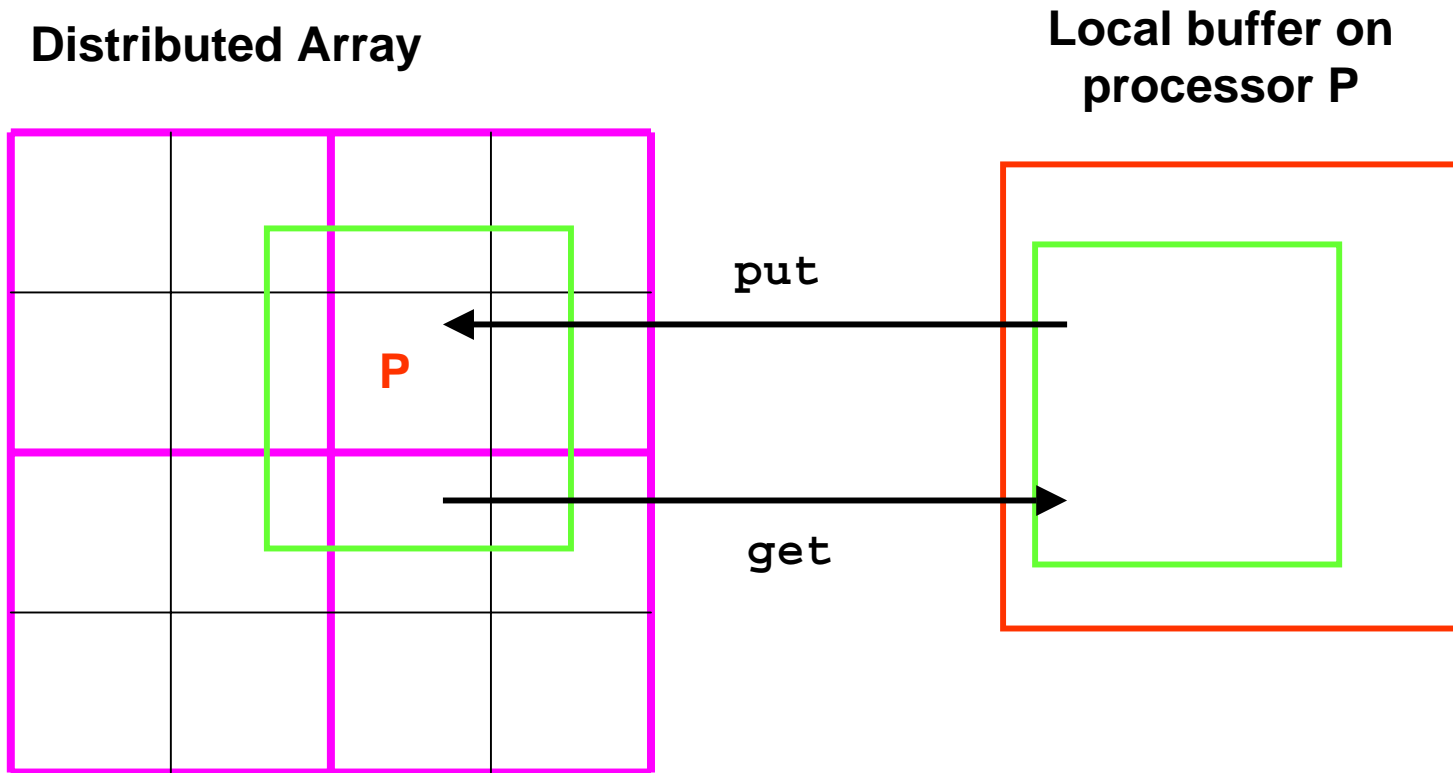 Distributed Array
Local buffer on
processor P
put
P
get